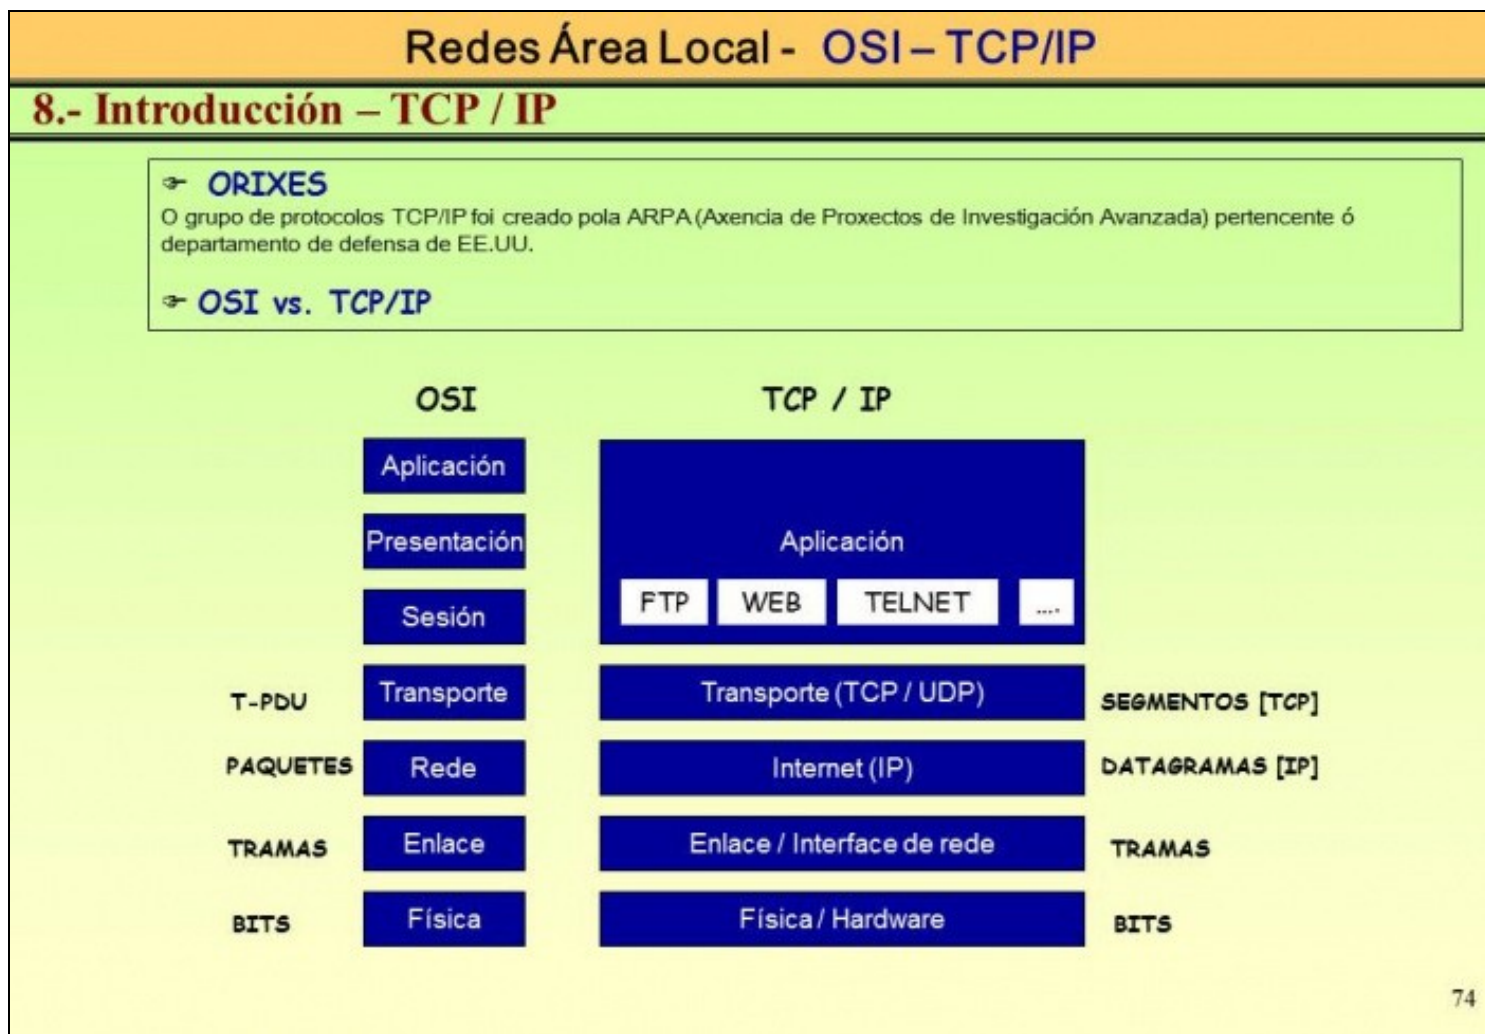 Redes Área Local - OSI – TCP/IP
8.- Introducción – TCP / IP
☞ ORIXES
O grupo de protocolos TCP/IP foi creado pola ARPA (Axencia de Proxectos de Investigación Avanzada) pertencente ó
departamento de defensa de EE.UU.
☞ OSI vs. TCP/IP
OSI TCP / IP
Aplicación
Presentación Aplicación
Sesión FTP WEB TELNET ....
T-PDU Transporte Transporte (TCP / UDP) SEGMENTOS [TCP]
PAQUETES Rede Internet (IP) DATAGRAMAS [IP]
TRAMAS Enlace Enlace / Interface de rede TRAMAS
BITS Física Física / Hardware BITS
74